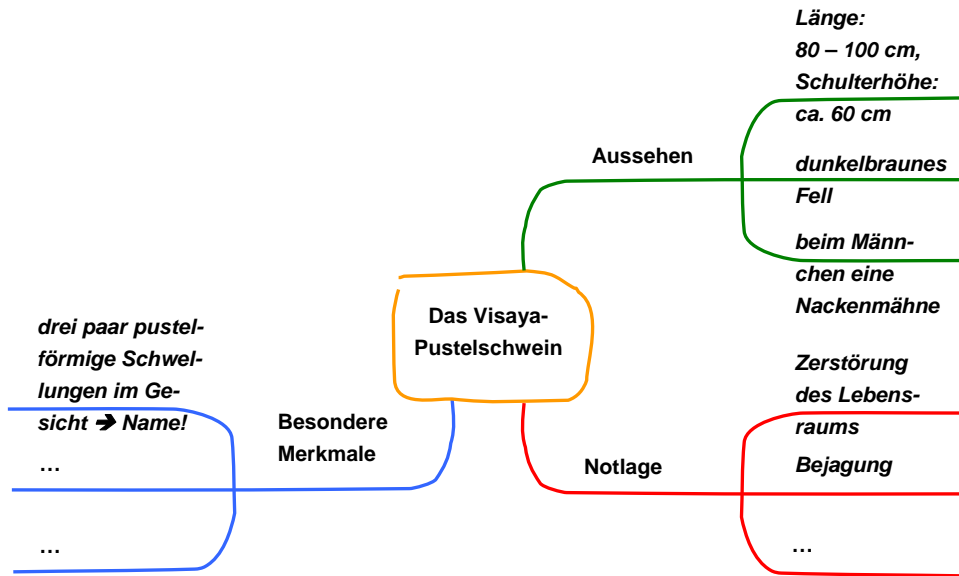 Das Visaya-
Pustelschwein
Aussehen
Länge:
80 – 100 cm,
Schulterhöhe:
ca. 60 cm
dunkelbraunes
Fell
beim Männ-
chen eine
Nackenmähne
Notlage
Zerstörung
des Lebens-
raums
Bejagung
...
Besondere
Merkmale
drei paar pustel-
förmige Schwel-
lungen im Ge-
sicht ➔ Name!
...
...